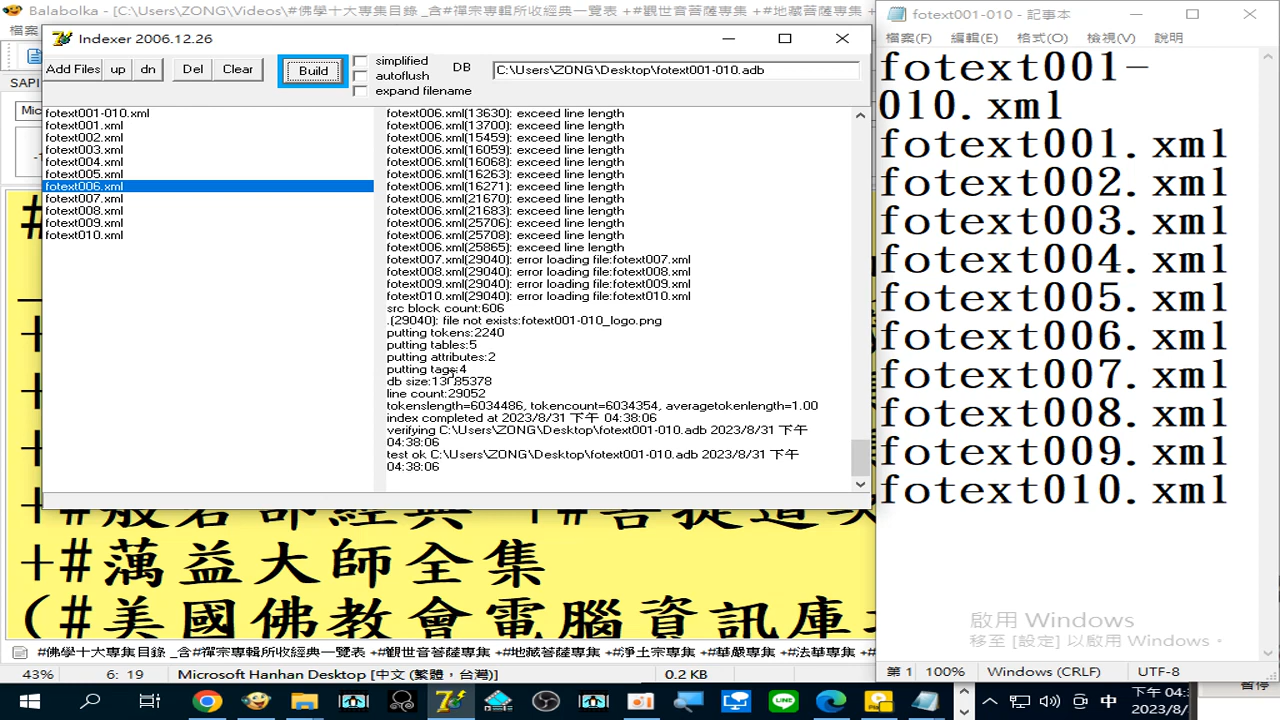 Balabolka - [C:\Users\ZONG\Videos\#佛學十大專集目錄 _含#禪宗專輯所收經典一覽表 +#觀世音菩薩專集 +#地藏菩薩專集
檔案
SAPI
Indexer 2006.12.26
Add Files up dn Del Clear Build
simplified
autoflush
expand filename
DB C:\Users\ZONG\Desktop\fotext001-010.adb
fotext001-010.xml
fotext001.xml
fotext002.xml
fotext003.xml
fotext004.xml
fotext005.xml
fotext006.xml
fotext007.xml
fotext008.xml
fotext009.xml
fotext010.xml
fotext006.xml(13630): exceed line length
fotext006.xml(13700): exceed line length
fotext006.xml(15459): exceed line length
fotext006.xml(16059): exceed line length
fotext006.xml(16068): exceed line length
fotext006.xml(16263): exceed line length
fotext006.xml(16271): exceed line length
fotext006.xml(21670): exceed line length
fotext006.xml(21683): exceed line length
fotext006.xml(25706): exceed line length
fotext006.xml(25708): exceed line length
fotext006.xml(25865): exceed line length
fotext007.xml(29040): error loading file:fotext007.xml
fotext008.xml(29040): error loading file:fotext008.xml
fotext009.xml(29040): error loading file:fotext009.xml
fotext010.xml(29040): error loading file:fotext010.xml
src block count:606
.(29040): file not exists:fotext001-010_logo.png
putting tokens:2240
putting tables:5
putting attributes:2
putting tags:4
db size:13185378
line count:29052
tokenslength=6034486, tokencount=6034354, averagetokenlength=1.00
index completed at 2023/8/31 下午 04:38:06
verifying C:\Users\ZONG\Desktop\fotext001-010.adb 2023/8/31 下午
04:38:06
test ok C:\Users\ZONG\Desktop\fotext001-010.adb 2023/8/31 下午
04:38:06
+#般若部經典 +#菩提道次
+#蕅益大師全集
(#美國佛教會電腦資訊庫
#佛學十大專集目錄 _含#禪宗專輯所收經典一覽表 +#觀世音菩薩專集 +#地藏菩薩專集 +#淨土宗專集 +#華嚴專集 +#法華專集
43% 6: 19 Microsoft Hanhan Desktop [中文 (繁體，台灣)] 0.2 KB
fotext001-010 - 記事本
檔案(F) 編輯(E) 格式(O) 檢視(V) 說明
fotext001-
010.xml
fotext001.xml
fotext002.xml
fotext003.xml
fotext004.xml
fotext005.xml
fotext006.xml
fotext007.xml
fotext008.xml
fotext009.xml
fotext010.xml
啟用 Windows
移至 [設定] 以啟用 Windows。
第 1 100% Windows (CRLF) UTF-8
暫停
中
下午 04:
2023/8/